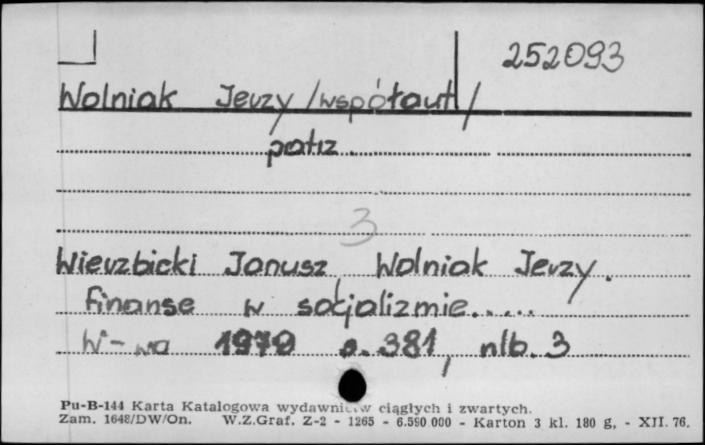 252093
Wolniak Jerzy /współaut/
patrz.
3
Wierzbicki Janusz, Wolniak Jerzy.
Finanse w socjalizmie.....
W-wa 1979 s. 381, nlb. 3
Pu-B-144 Karta Katalogowa wydawnictw ciągłych i zwartych.
Zam. 1648/DW/On. W.Z.Graf. Z-2 - 1265 - 6.590 000 - Karton 3 kl. 180 g, - XII. 76.